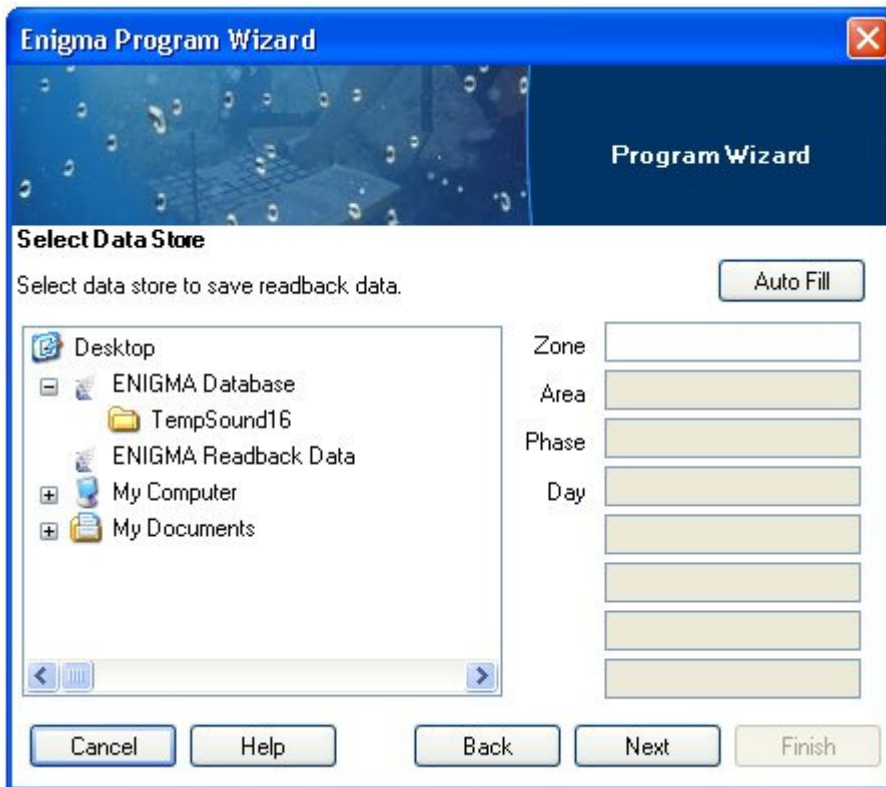 Enigma Program Wizard
Program Wizard
Select Data Store
Select data store to save readback data.
Auto Fill
Desktop
ENIGMA Database
TempSound16
ENIGMA Readback Data
My Computer
My Documents
Zone
Area
Phase
Day
Cancel
Help
Back
Next
Finish